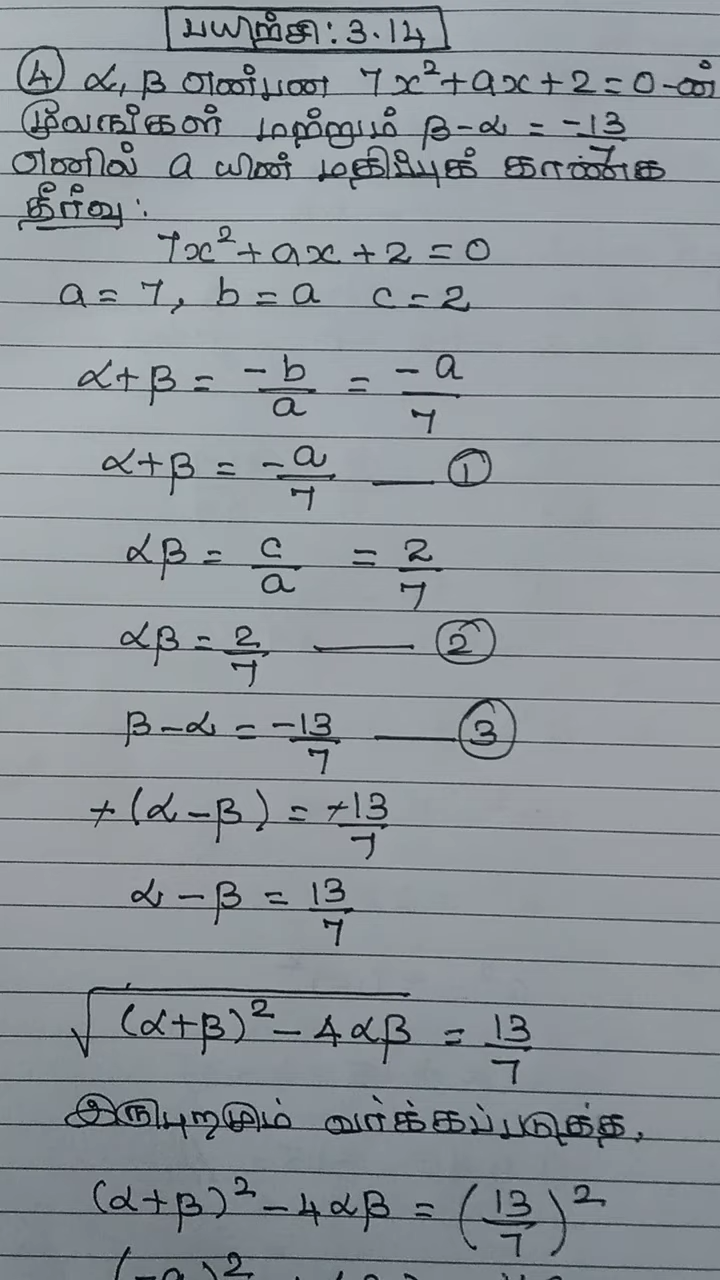 பயிற்சி: 3.14
④ α, β என்பன 7x² + ax + 2 = 0 -ன்
மூலங்கள் மற்றும் β - α = -13/7
எனில் a யின் மதிப்புக் காண்க
தீர்வு:
7x² + ax + 2 = 0
a = 7, b = a c = 2
α + β = -b/a = -a/7
α + β = -a/7 —— ①
αβ = c/a = 2/7
αβ = 2/7 —— ②
β - α = -13/7 —— ③
+(α - β) = +13/7
α - β = 13/7
√((α + β)² - 4αβ) = 13/7
இருபுறமும் வர்க்கப்படுத்த,
(α + β)² - 4αβ = (13/7)²